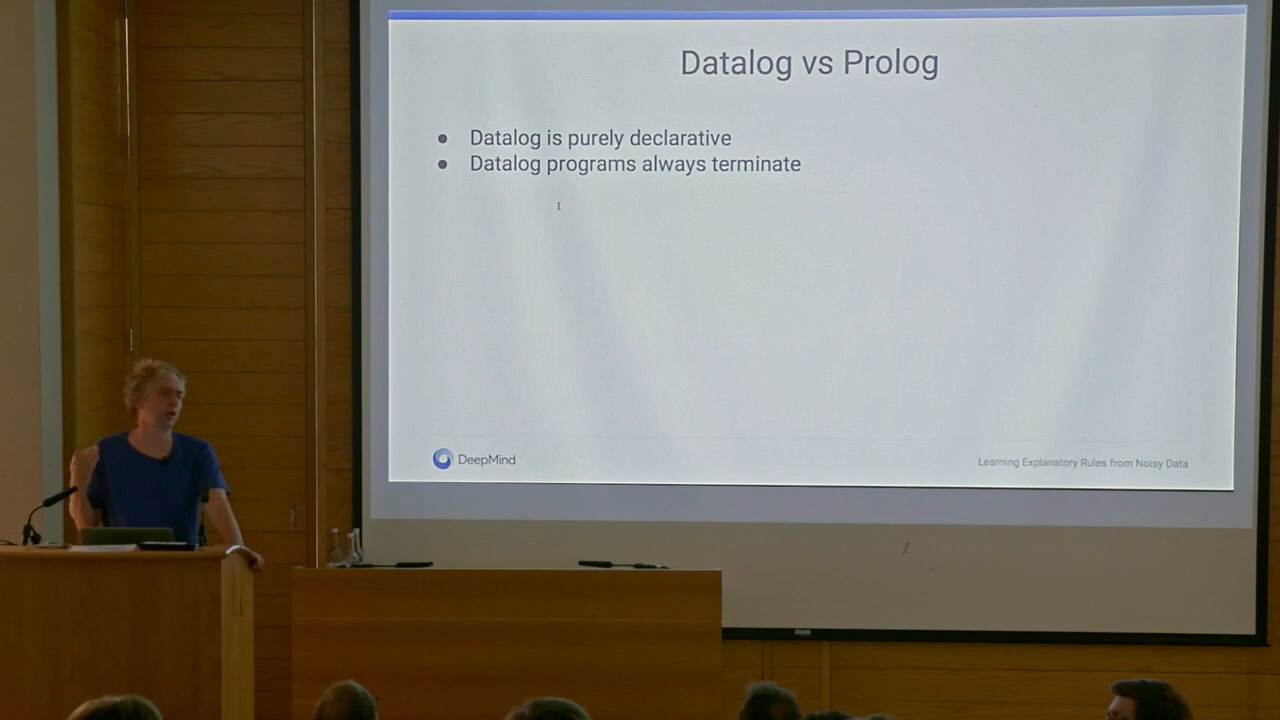 Datalog vs Prolog
Datalog is purely declarative
Datalog programs always terminate
DeepMind
Learning Explanatory Rules from Noisy Data